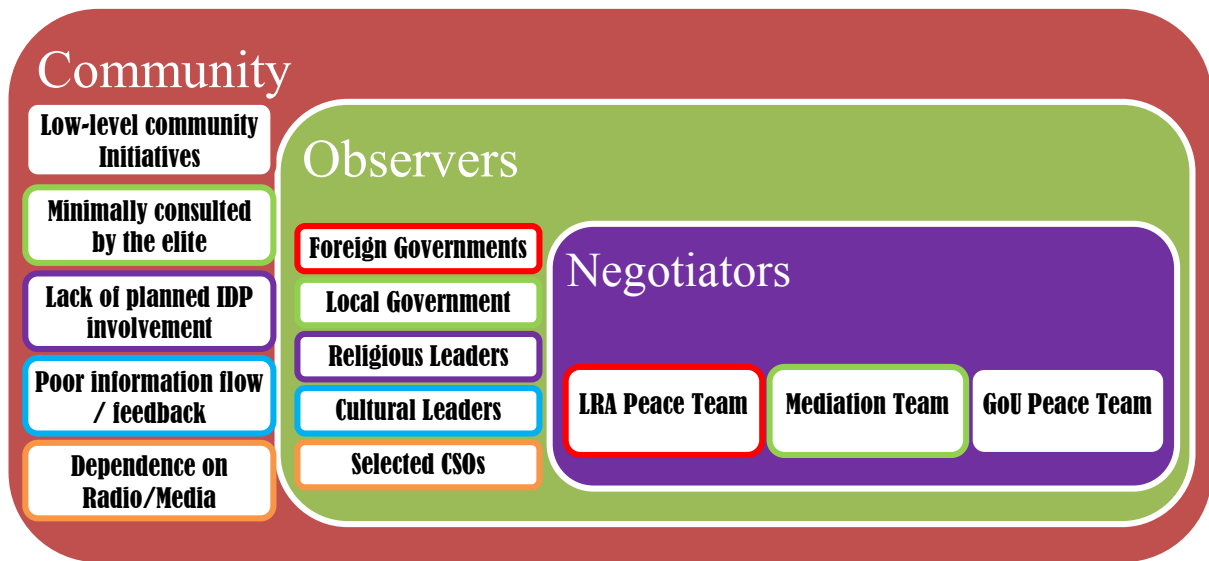 Community
Low-level community
Initiatives
Minimally consulted
by the elite
Lack of planned IDP
involvement
Poor information flow
/ feedback
Dependence on
Radio/Media
Observers
Foreign Governments
Local Government
Religious Leaders
Cultural Leaders
Selected CSOs
Negotiators
LRA Peace Team
Mediation Team
GoU Peace Team